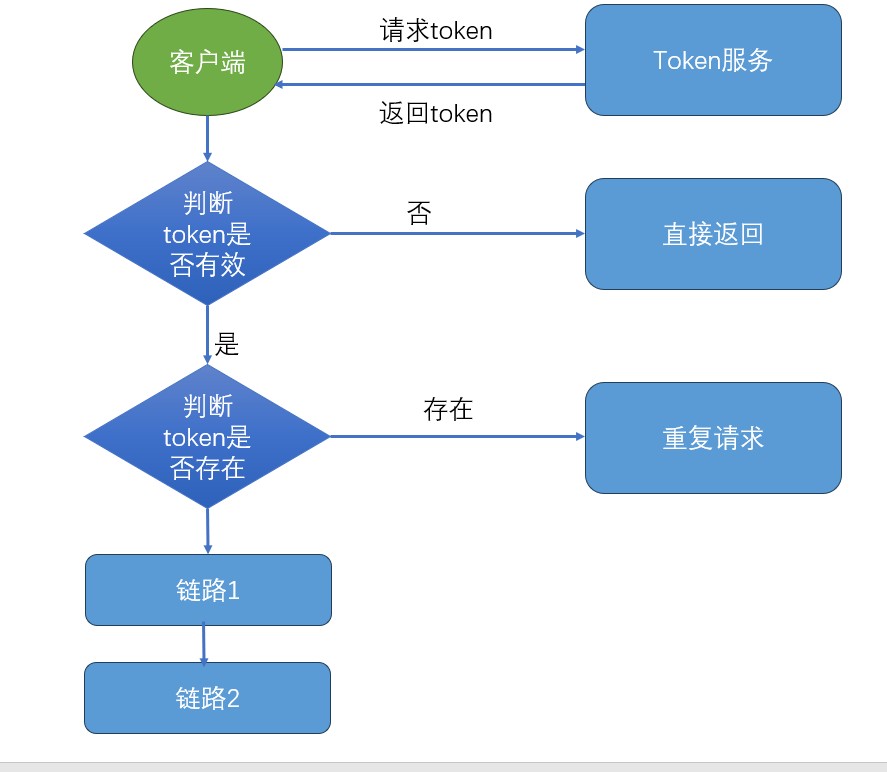 请求token
客户端
Token服务
返回token
判断
token是
否有效
否
直接返回
是
判断
token是
否存在
存在
重复请求
链路1
链路2